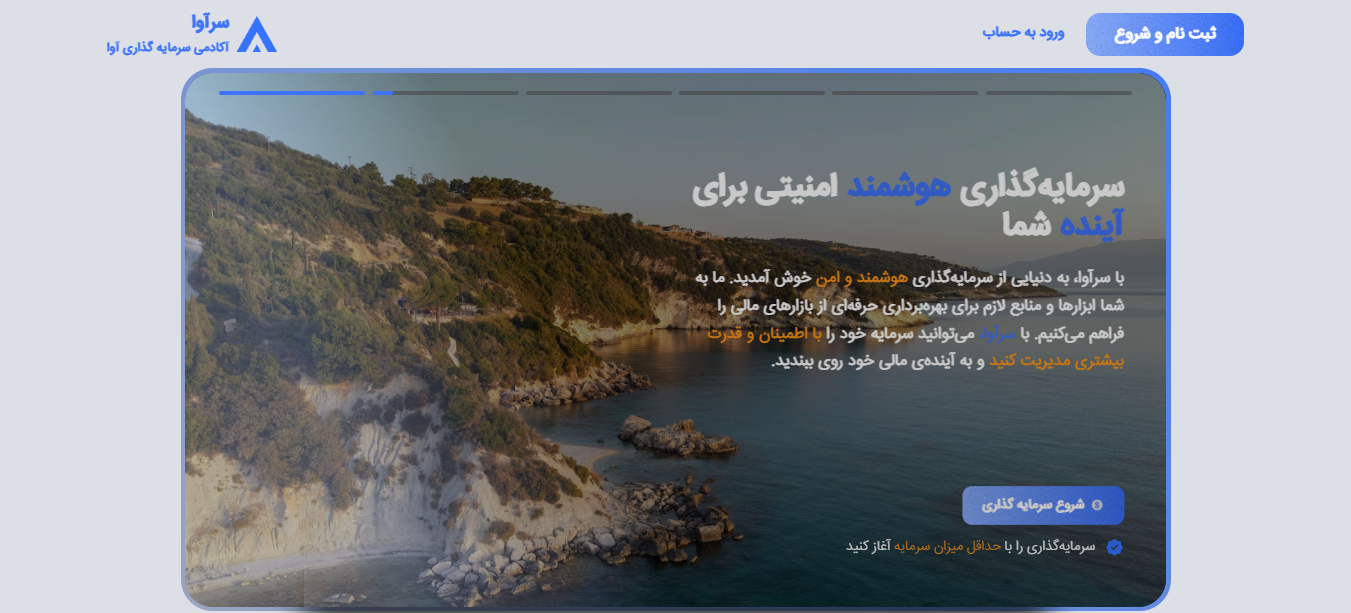 ثبت نام و شروع
ورود به حساب
سرآوا
آکادمی سرمایه گذاری آوا
سرمایه‌گذاری هوشمند امنیتی برای
آینده شما
با سرآوا، به دنیایی از سرمایه‌گذاری هوشمند و امن خوش آمدید. ما به
شما ابزارها و منابع لازم برای بهره‌برداری حرفه‌ای از بازارهای مالی را
فراهم می‌کنیم. با سرآوا، می‌توانید سرمایه خود را با اطمینان و قدرت
بیشتری مدیریت کنید و به آینده‌ی مالی خود روی ببندید.
شروع سرمایه گذاری
سرمایه‌گذاری را با حداقل میزان سرمایه آغاز کنید